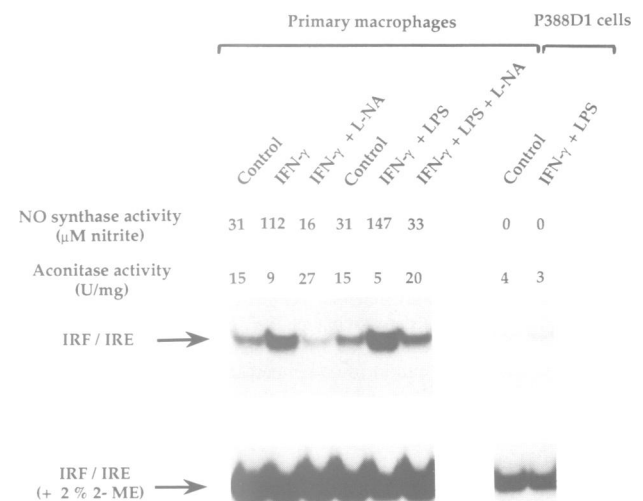 Primary macrophages P388D1 cells
Control IFN-γ IFN-γ + L-NA Control IFN-γ + LPS IFN-γ + LPS + L-NA Control IFN-γ + LPS
NO synthase activity
(μM nitrite)
31 112 16 31 147 33 0 0
Aconitase activity
(U/mg)
15 9 27 15 5 20 4 3
IRF / IRE
IRF / IRE
(+ 2 % 2- ME)